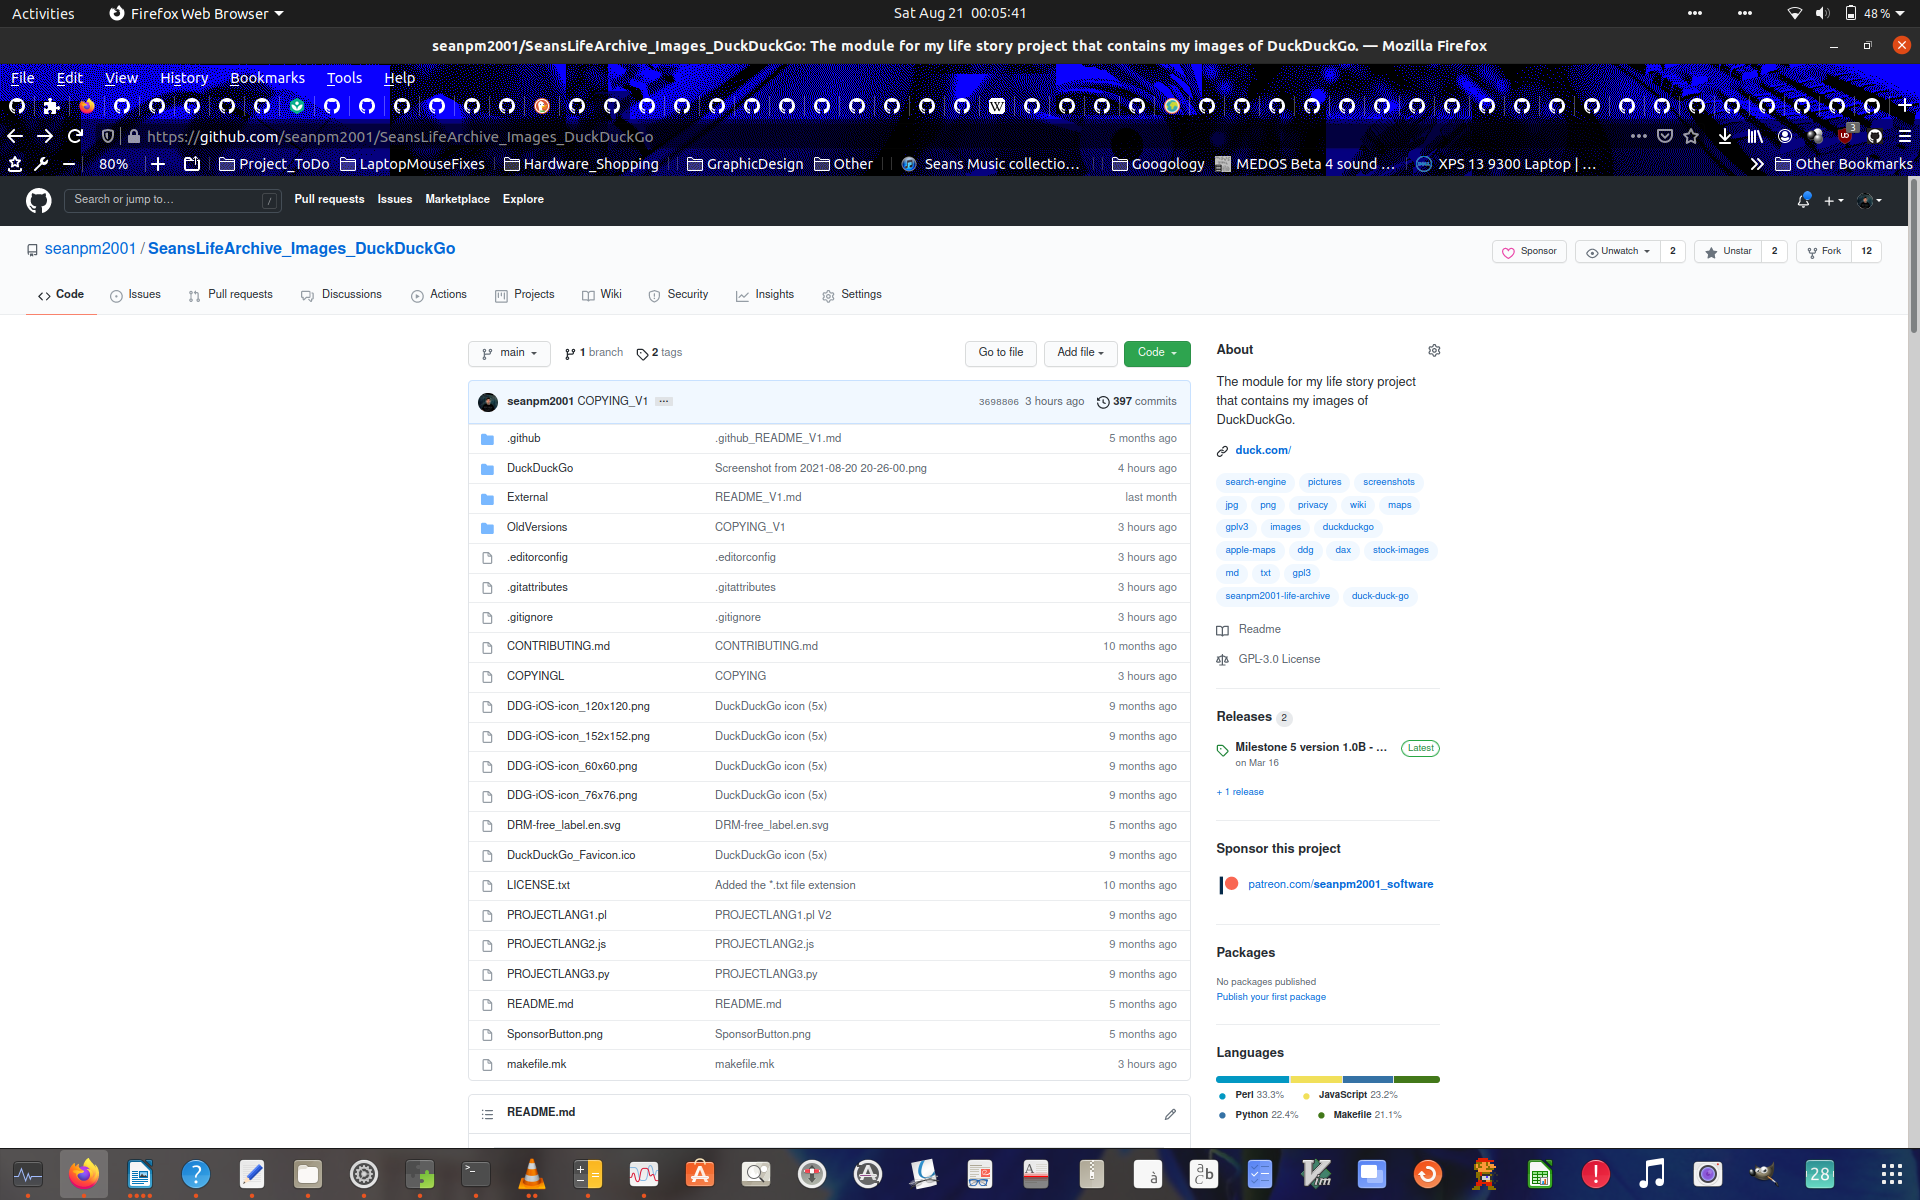 Activities Firefox Web Browser Sat Aug 21 00:05:41 48 %
seanpm2001/SeansLifeArchive_Images_DuckDuckGo: The module for my life story project that contains my images of DuckDuckGo. — Mozilla Firefox
File Edit View History Bookmarks Tools Help
https://github.com/seanpm2001/SeansLifeArchive_Images_DuckDuckGo 3
80% Project_ToDo LaptopMouseFixes Hardware_Shopping GraphicDesign Other Seans Music collectio... Googology MEDOS Beta 4 sound ... XPS 13 9300 Laptop | ... Other Bookmarks
Search or jump to... / Pull requests Issues Marketplace Explore
seanpm2001 / SeansLifeArchive_Images_DuckDuckGo Sponsor Unwatch 2 Unstar 2 Fork 12
Code Issues Pull requests Discussions Actions Projects Wiki Security Insights Settings
main 1 branch 2 tags Go to file Add file Code
seanpm2001 COPYING_V1 ... 3698806 3 hours ago 397 commits
.github .github_README_V1.md 5 months ago
DuckDuckGo Screenshot from 2021-08-20 20-26-00.png 4 hours ago
External README_V1.md last month
OldVersions COPYING_V1 3 hours ago
.editorconfig .editorconfig 3 hours ago
.gitattributes .gitattributes 3 hours ago
.gitignore .gitignore 3 hours ago
CONTRIBUTING.md CONTRIBUTING.md 10 months ago
COPYINGL COPYING 3 hours ago
DDG-iOS-icon_120x120.png DuckDuckGo icon (5x) 9 months ago
DDG-iOS-icon_152x152.png DuckDuckGo icon (5x) 9 months ago
DDG-iOS-icon_60x60.png DuckDuckGo icon (5x) 9 months ago
DDG-iOS-icon_76x76.png DuckDuckGo icon (5x) 9 months ago
DRM-free_label.en.svg DRM-free_label.en.svg 5 months ago
DuckDuckGo_Favicon.ico DuckDuckGo icon (5x) 9 months ago
LICENSE.txt Added the *.txt file extension 10 months ago
PROJECTLANG1.pl PROJECTLANG1.pl V2 9 months ago
PROJECTLANG2.js PROJECTLANG2.js 9 months ago
PROJECTLANG3.py PROJECTLANG3.py 9 months ago
README.md README.md 5 months ago
SponsorButton.png SponsorButton.png 5 months ago
makefile.mk makefile.mk 3 hours ago
README.md
About
The module for my life story project
that contains my images of
DuckDuckGo.
duck.com/
search-engine pictures screenshots
jpg png privacy wiki maps
gplv3 images duckduckgo
apple-maps ddg dax stock-images
md txt gpl3
seanpm2001-life-archive duck-duck-go
Readme
GPL-3.0 License
Releases 2
Milestone 5 version 1.0B - ... Latest
on Mar 16
+ 1 release
Sponsor this project
patreon.com/seanpm2001_software
Packages
No packages published
Publish your first package
Languages
Perl 33.3% JavaScript 23.2%
Python 22.4% Makefile 21.1%
28